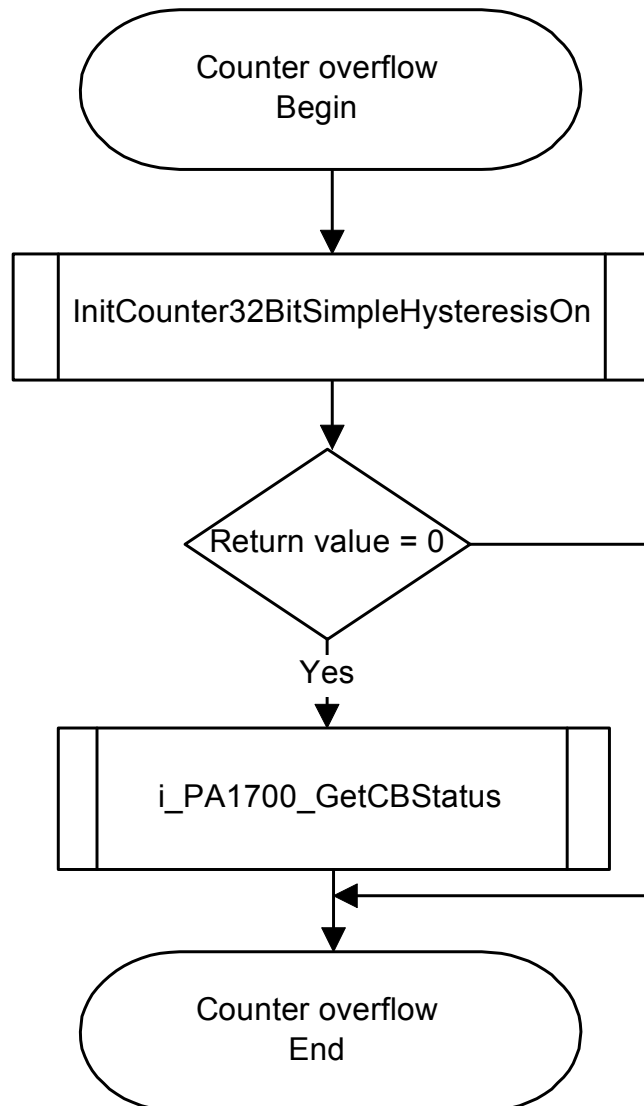 Counter overflow
Begin
InitCounter32BitSimpleHysteresisOn
Return value = 0
Yes
i_PA1700_GetCBStatus
Counter overflow
End